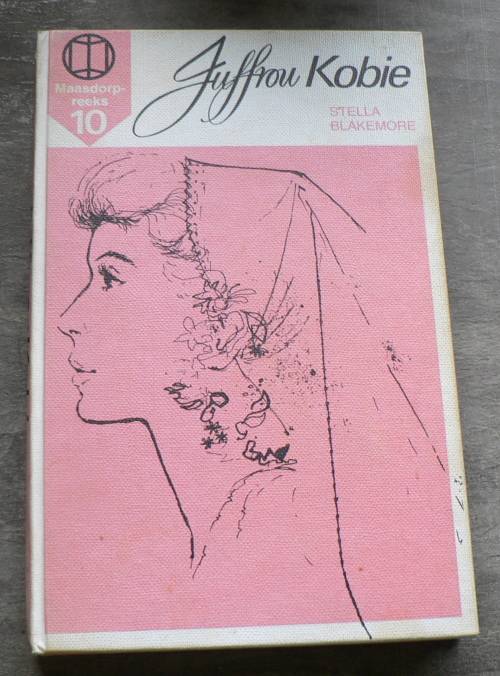 Maasdorp-
reeks
10
Juffrou Kobie
STELLA
BLAKEMORE